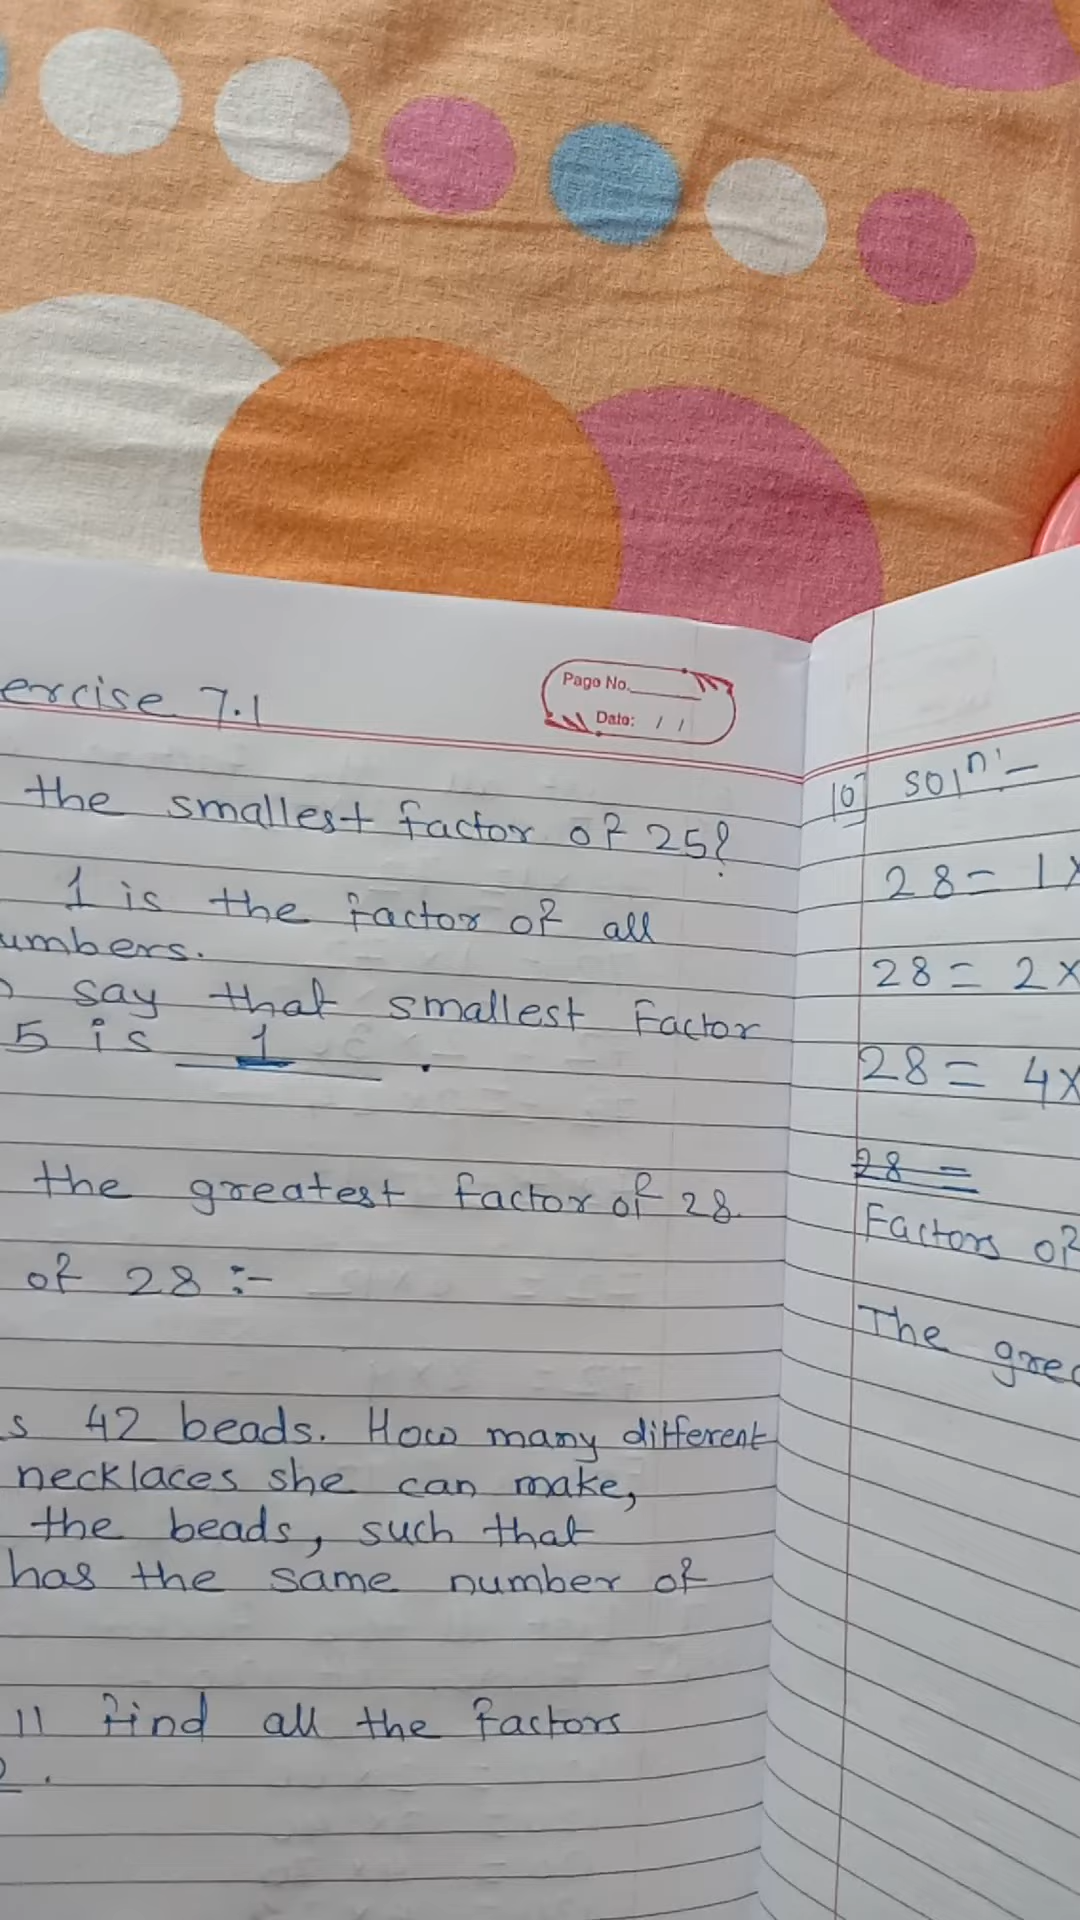 ercise 7.1
Page No.
Date: / /
the smallest factor of 25?
1 is the factor of all
umbers.
say that smallest Factor
5 is 1 .
the greatest factor of 28.
of 28 :-
s 42 beads. How many different
necklaces she can make,
the beads, such that
has the same number of
11 find all the factors
10] soln:-
28 = 1 x
28 = 2 x
28 = 4 x
28 =
Factors of
The grea